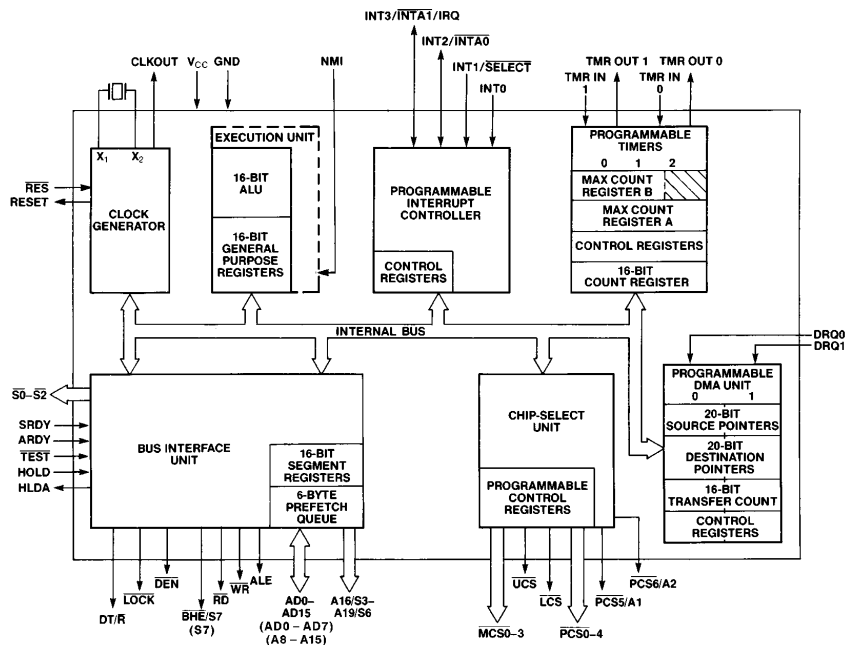 INT3/INTA1/IRQ
INT2/INTA0
INT1/SELECT
INT0
CLKOUT
VCC GND
NMI
TMR OUT 1
TMR OUT 0
TMR IN
1
TMR IN
0
X1
X2
CLOCK
GENERATOR
RES
RESET
EXECUTION UNIT
16-BIT
ALU
16-BIT
GENERAL
PURPOSE
REGISTERS
PROGRAMMABLE
INTERRUPT
CONTROLLER
CONTROL
REGISTERS
PROGRAMMABLE
TIMERS
0 1 2
MAX COUNT
REGISTER B
MAX COUNT
REGISTER A
CONTROL REGISTERS
16-BIT
COUNT REGISTER
INTERNAL BUS
DRQ0
DRQ1
S0–S2
SRDY
ARDY
TEST
HOLD
HLDA
BUS INTERFACE
UNIT
16-BIT
SEGMENT
REGISTERS
6-BYTE
PREFETCH
QUEUE
CHIP-SELECT
UNIT
PROGRAMMABLE
CONTROL
REGISTERS
PROGRAMMABLE
DMA UNIT
0 1
20-BIT
SOURCE POINTERS
20-BIT
DESTINATION
POINTERS
16-BIT
TRANSFER COUNT
CONTROL
REGISTERS
DT/R
LOCK
DEN
BHE/S7
(S7)
RD
WR
ALE
AD0–
AD15
(AD0 – AD7)
(A8 – A15)
A16/S3–
A19/S6
MCS0-3
UCS
LCS
PCS0-4
PCS5/A1
PCS6/A2